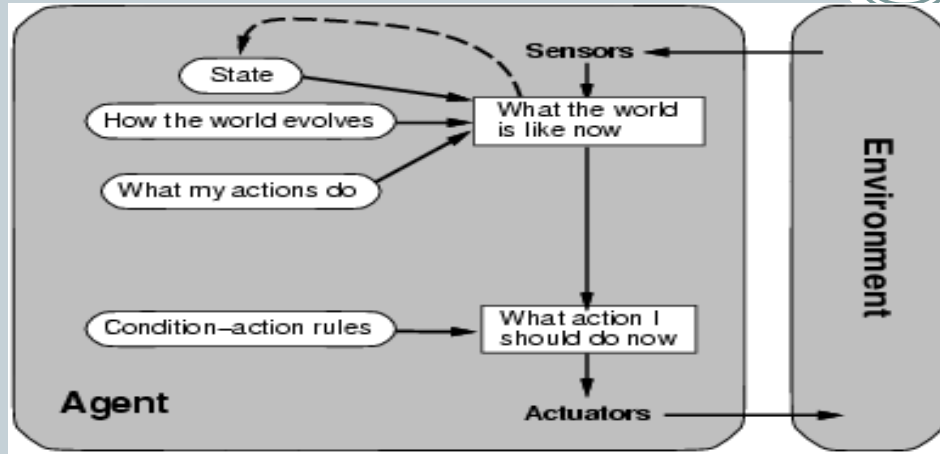 Sensors
State
What the world
is like now
How the world evolves
What my actions do
Environment
Condition–action rules
What action I
should do now
Agent
Actuators